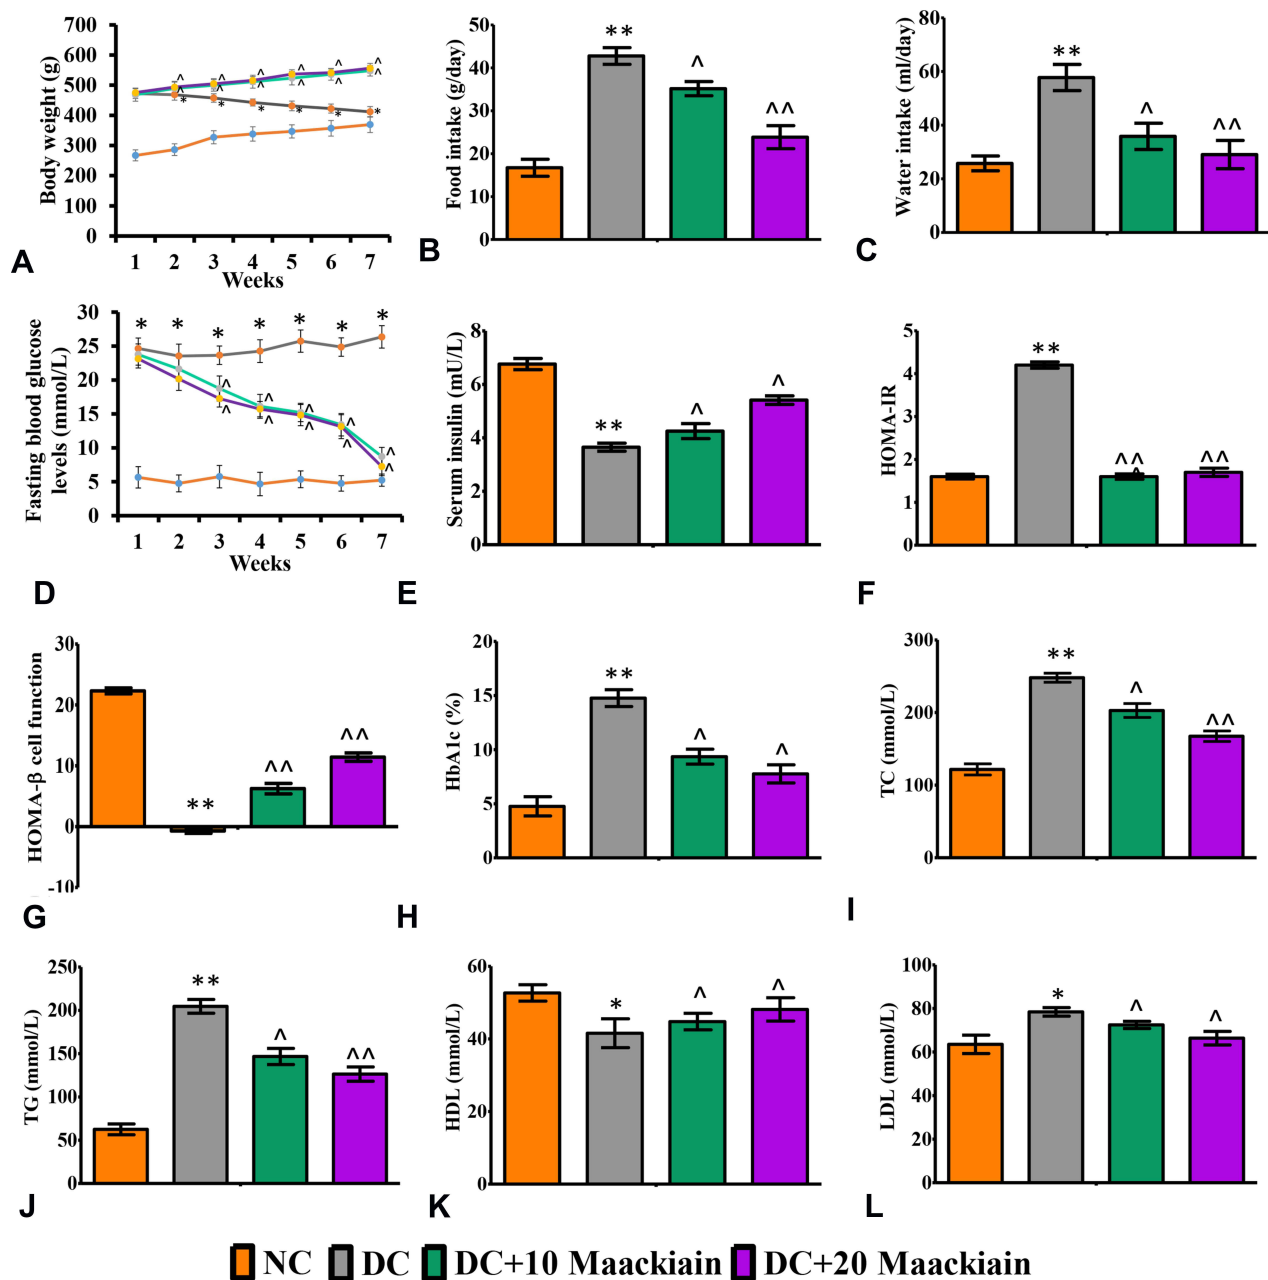 700
600
500
400
300
200
100
0
Body weight (g)
1 2 3 4 5 6 7
Weeks
^ ^ ^ ^ ^ ^
^ ^ ^ ^ ^ ^
* * * * * *
A
50
40
30
20
10
0
Food intake (g/day)
** ^ ^^
B
80
60
40
20
0
Water intake (ml/day)
** ^ ^^
C
30
25
20
15
10
5
0
Fasting blood glucose
levels (mmol/L)
* * * * * * *
^ ^ ^ ^ ^
^ ^ ^ ^ ^
1 2 3 4 5 6 7
Weeks
D
8
6
4
2
0
Serum insulin (mU/L)
** ^ ^
E
5
4
3
2
1
0
HOMA-IR
** ^^ ^^
^
F
30
20
10
0
-10
HOMA-β cell function
** ^^ ^^
G
20
15
10
5
0
HbA1c (%)
** ^ ^
H
300
200
100
0
TC (mmol/L)
** ^ ^^
I
250
200
150
100
50
0
TG (mmol/L)
** ^ ^^
J
60
40
20
0
HDL (mmol/L)
* ^ ^
K
100
80
60
40
20
0
LDL (mmol/L)
* ^ ^
L
NC DC DC+10 Maackiain DC+20 Maackiain